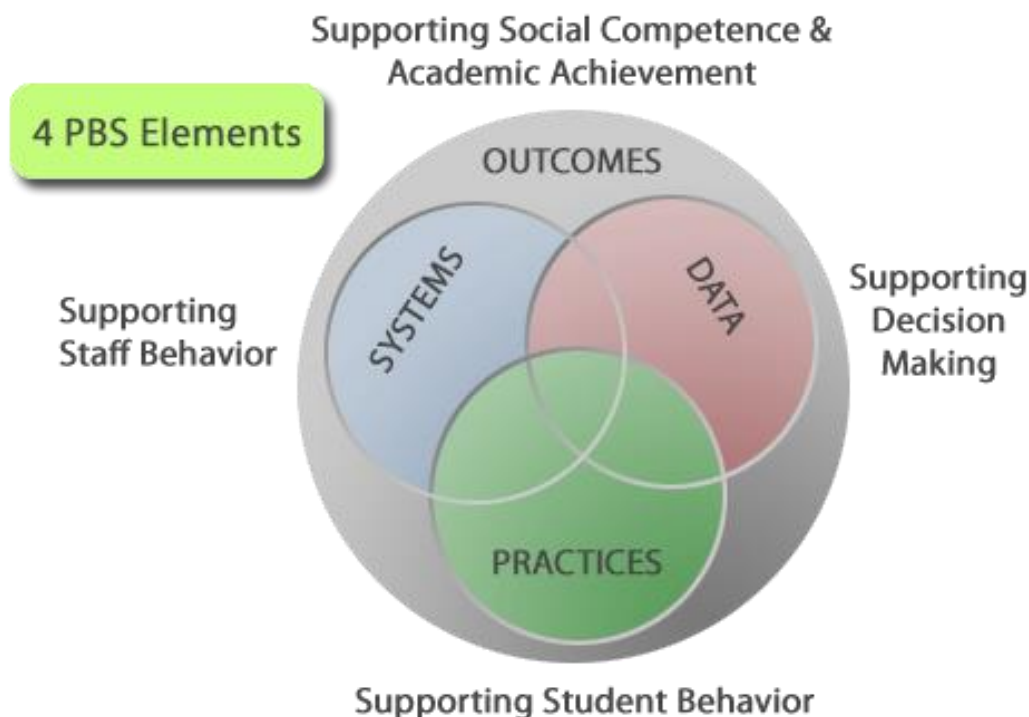 Supporting Social Competence &
Academic Achievement
4 PBS Elements
OUTCOMES
SYSTEMS
DATA
Supporting
Staff Behavior
Supporting
Decision
Making
PRACTICES
Supporting Student Behavior